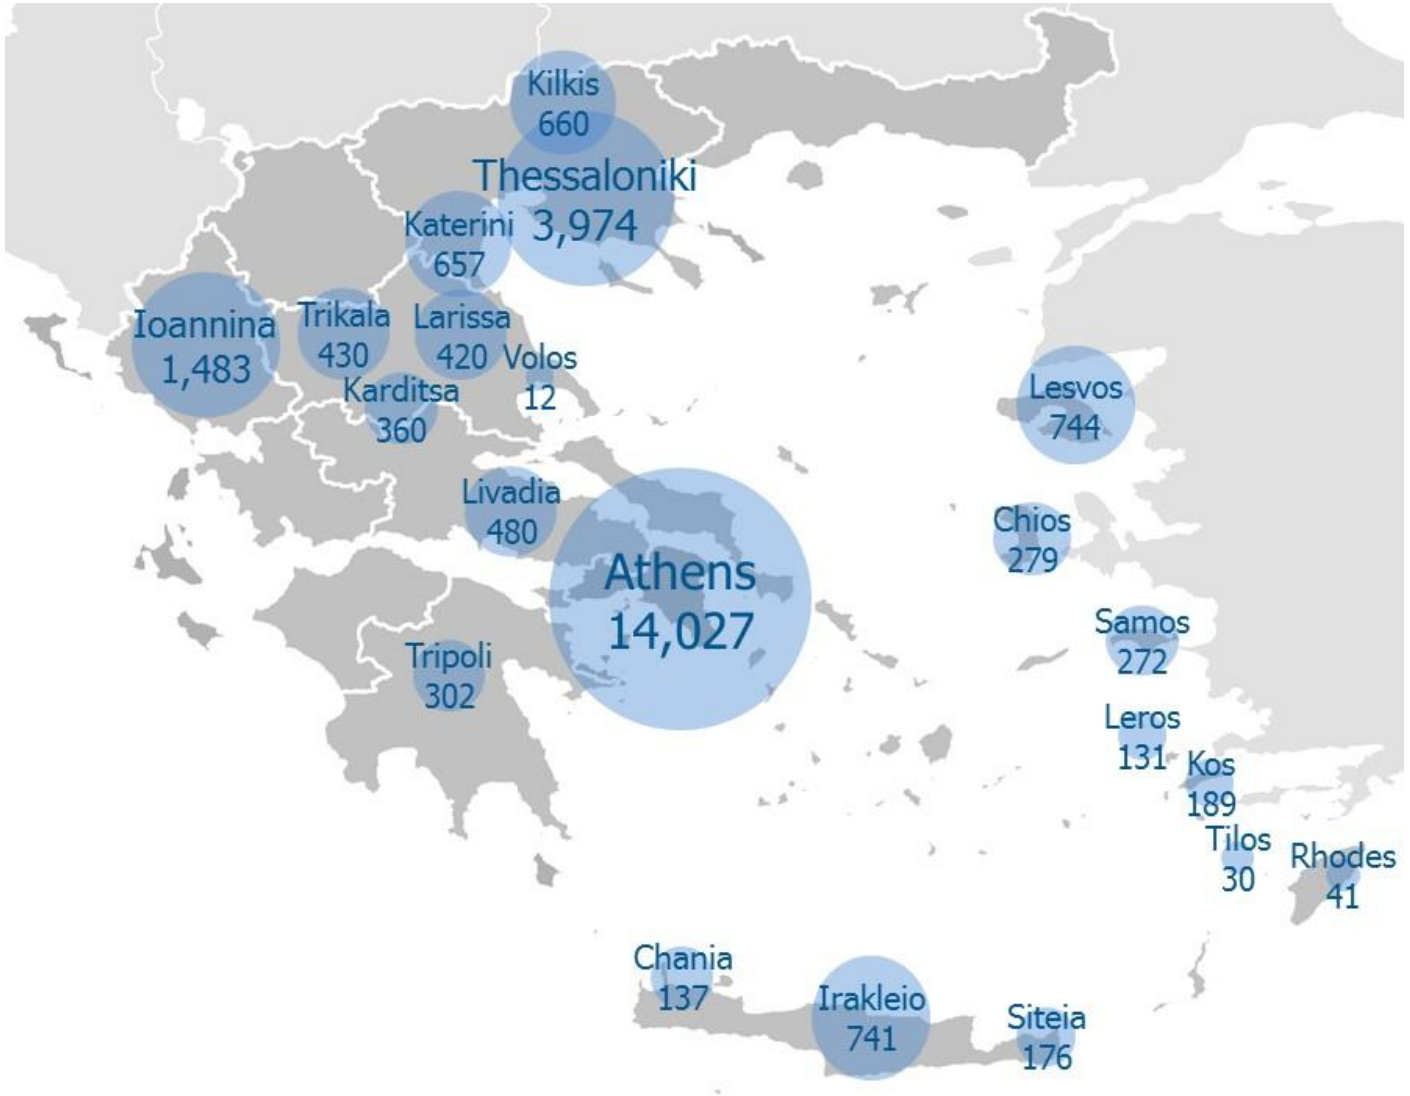 Kilkis
660
Thessaloniki
3,974
Katerini
657
Ioannina
1,483
Trikala
430
Larissa
420
Volos
12
Karditsa
360
Lesvos
744
Livadia
480
Chios
279
Athens
14,027
Samos
272
Tripoli
302
Leros
131
Kos
189
Tilos
30
Rhodes
41
Chania
137
Irakleio
741
Siteia
176